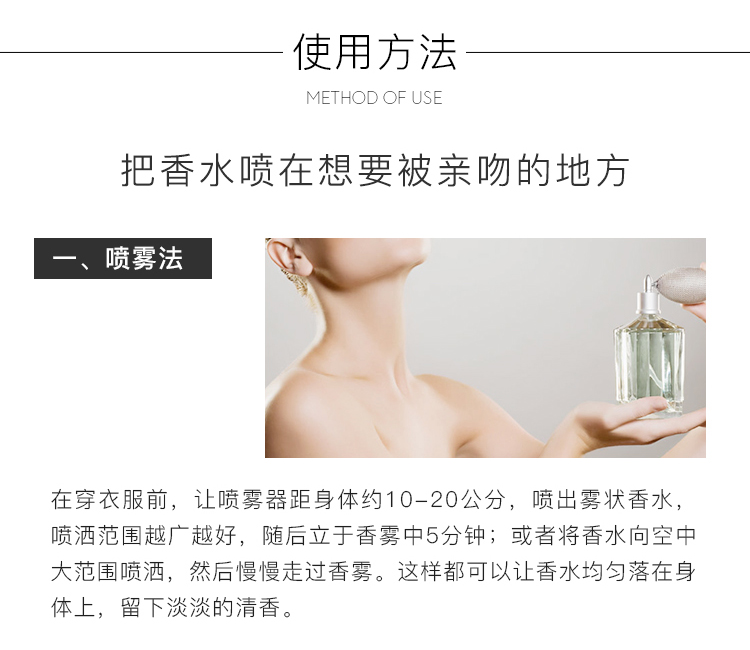 使用方法
METHOD OF USE
把香水喷在想要被亲吻的地方
一、喷雾法
在穿衣服前，让喷雾器距身体约10-20公分，喷出雾状香水，
喷洒范围越广越好，随后立于香雾中5分钟；或者将香水向空中
大范围喷洒，然后慢慢走过香雾。这样都可以让香水均匀落在身
体上，留下淡淡的清香。